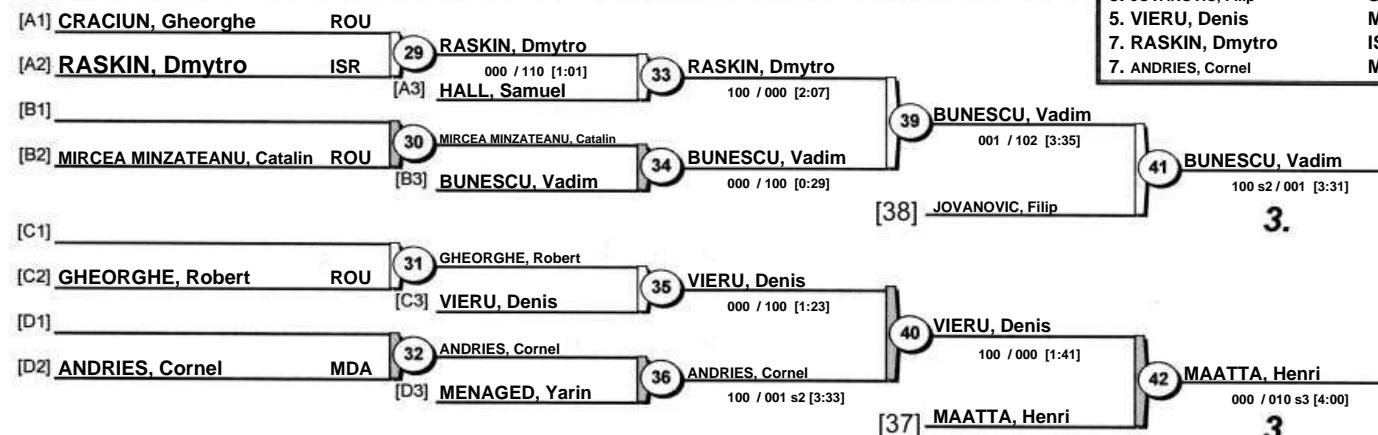 5. VIERU, Denis M
7. RASKIN, Dmytro IS
7. ANDRIES, Cornel M
[A1] CRACIUN, Gheorghe ROU
[A2] RASKIN, Dmytro ISR
29 RASKIN, Dmytro
000 / 110 [1:01]
[A3] HALL, Samuel
33 RASKIN, Dmytro
100 / 000 [2:07]
[B1]
[B2] MIRCEA MINZATEANU, Catalin ROU
30 MIRCEA MINZATEANU, Catalin
[B3] BUNESCU, Vadim
34 BUNESCU, Vadim
000 / 100 [0:29]
39 BUNESCU, Vadim
001 / 102 [3:35]
[38] JOVANOVIC, Filip
41 BUNESCU, Vadim
100 s2 / 001 [3:31]
3.
[C1]
[C2] GHEORGHE, Robert ROU
31 GHEORGHE, Robert
[C3] VIERU, Denis
35 VIERU, Denis
000 / 100 [1:23]
[D1]
[D2] ANDRIES, Cornel MDA
32 ANDRIES, Cornel
[D3] MENAGED, Yarin
36 ANDRIES, Cornel
100 / 001 s2 [3:33]
40 VIERU, Denis
100 / 000 [1:41]
[37] MAATTA, Henri
42 MAATTA, Henri
000 / 010 s3 [4:00]
3